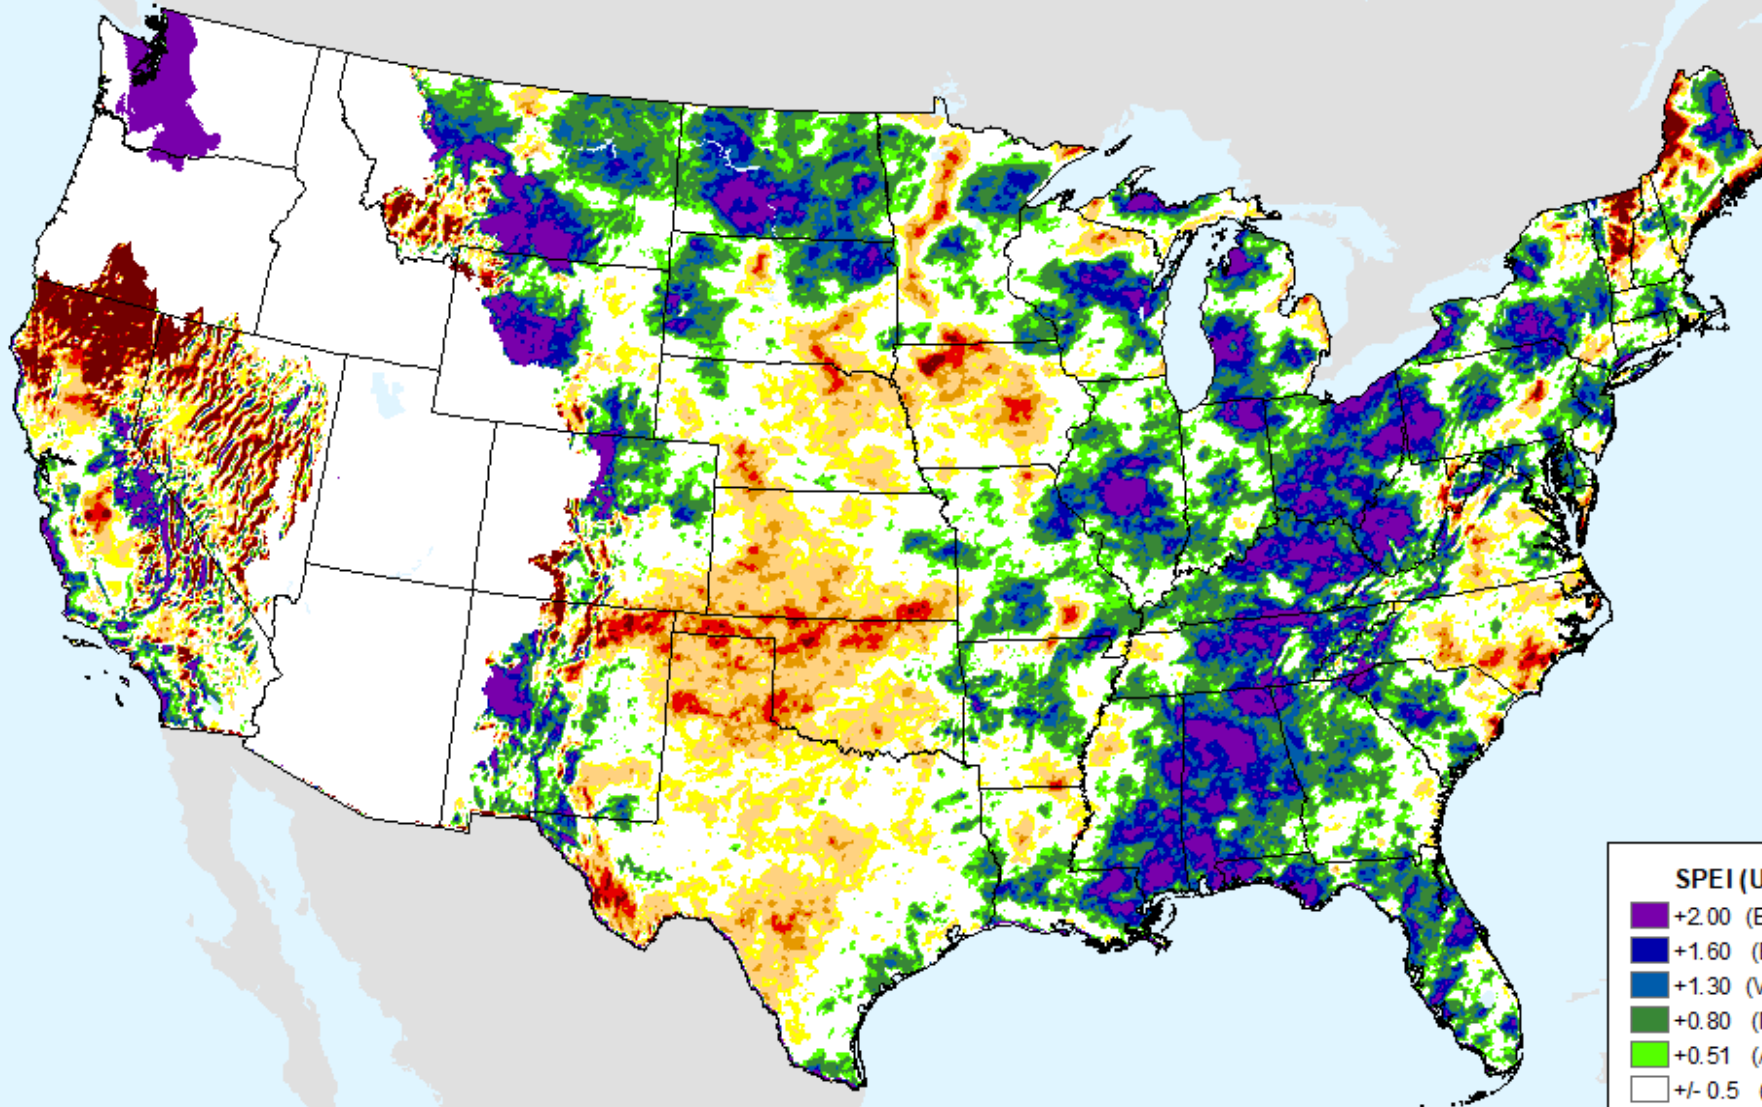 SPEI (U
+2.00 (E
+1.60 (
+1.30 (V
+0.80 (
+0.51 (
+/- 0.5 (